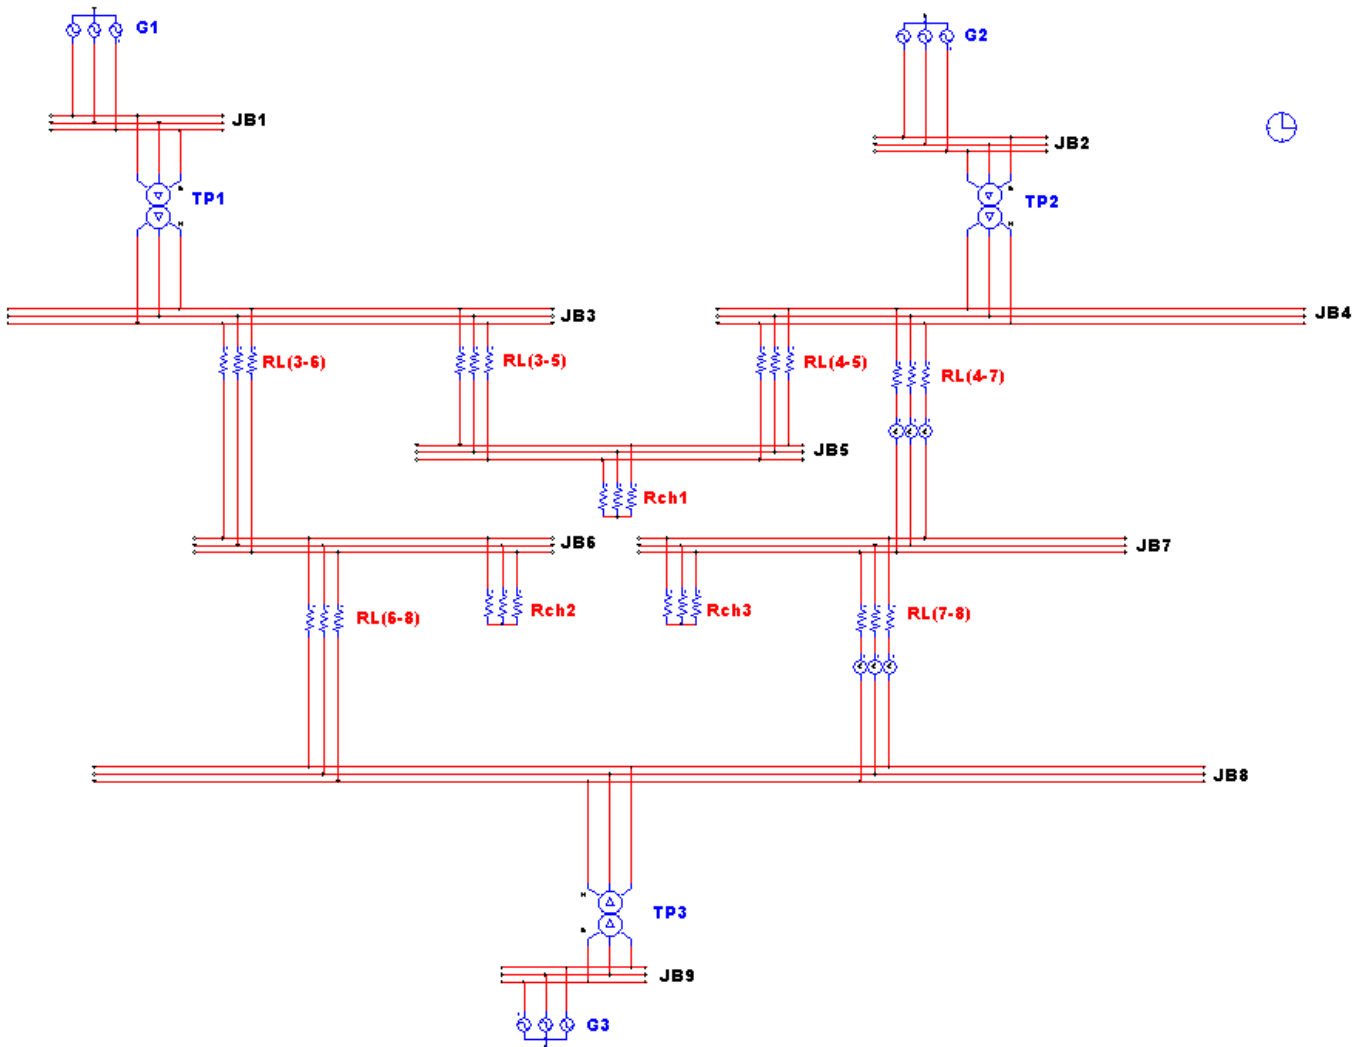 G1
G2
JB1
JB2
TP1
TP2
JB3
JB4
RL(3-6)
RL(3-5)
RL(4-5)
RL(4-7)
JB5
Rch1
JB6
JB7
Rch2
Rch3
RL(6-8)
RL(7-8)
JB8
TP3
JB9
G3